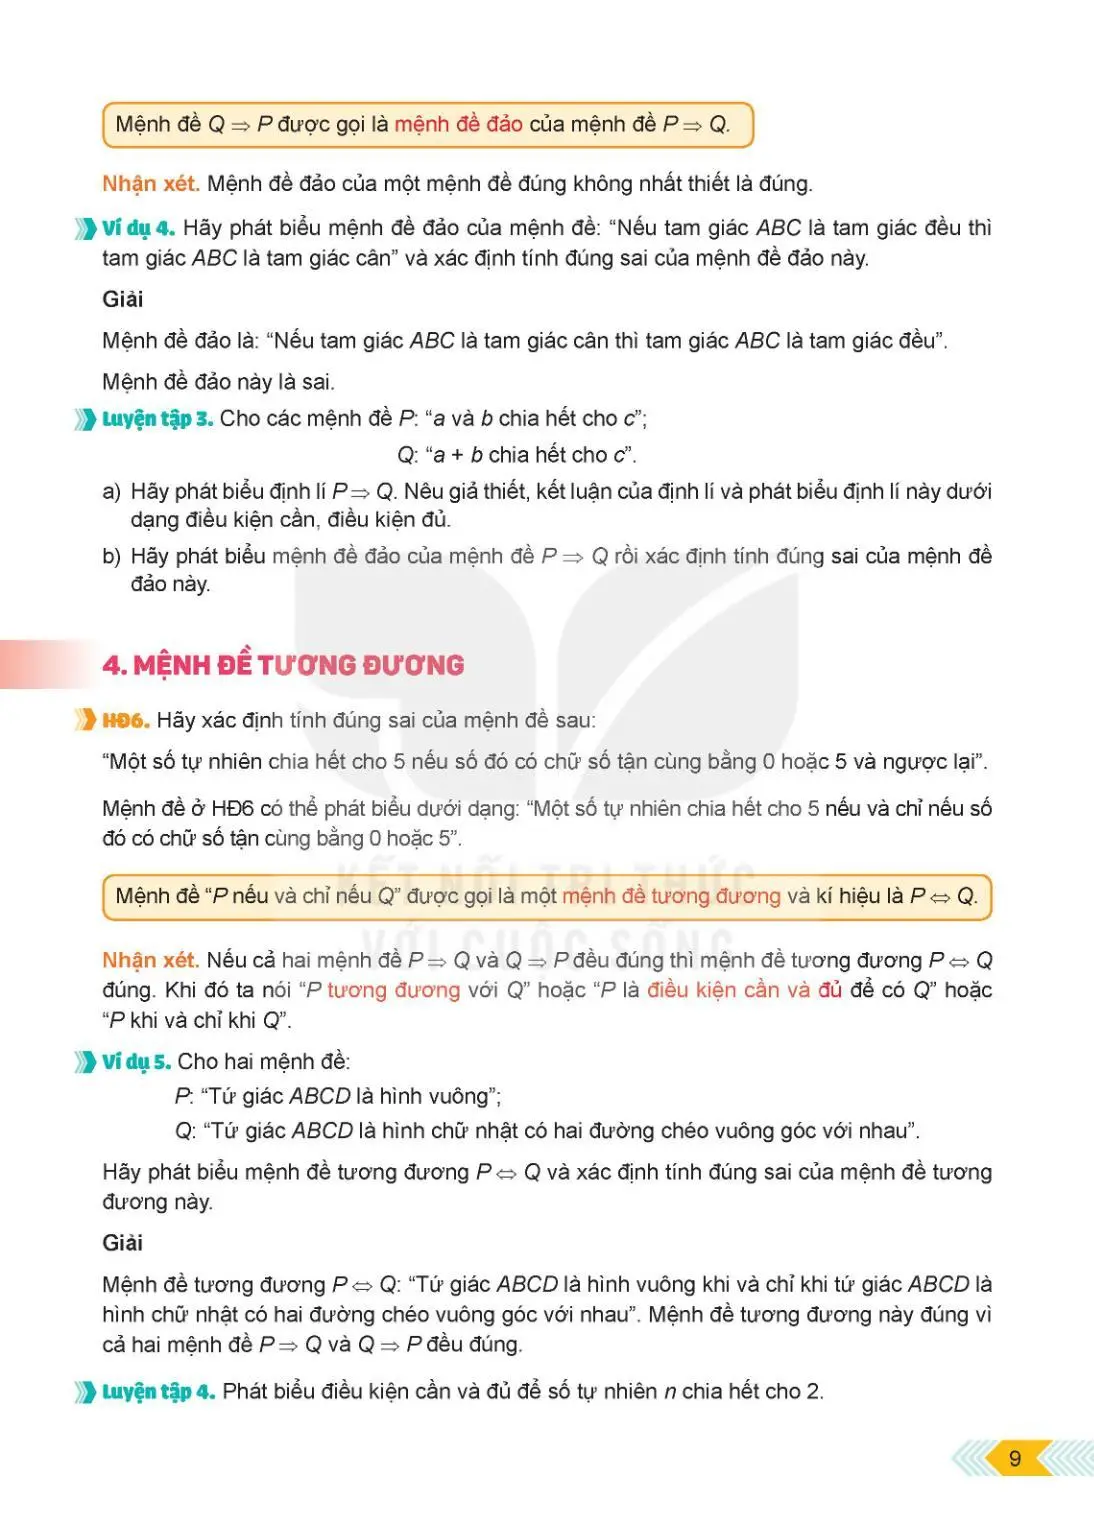 Mệnh đề Q ⇒ P được gọi là mệnh đề đảo của mệnh đề P ⇒ Q.
Nhận xét. Mệnh đề đảo của một mệnh đề đúng không nhất thiết là đúng.
Ví dụ 4. Hãy phát biểu mệnh đề đảo của mệnh đề: “Nếu tam giác ABC là tam giác đều thì
tam giác ABC là tam giác cân” và xác định tính đúng sai của mệnh đề đảo này.
Giải
Mệnh đề đảo là: “Nếu tam giác ABC là tam giác cân thì tam giác ABC là tam giác đều”.
Mệnh đề đảo này là sai.
Luyện tập 3. Cho các mệnh đề P: “a và b chia hết cho c”;
Q: “a + b chia hết cho c”.
a) Hãy phát biểu định lí P ⇒ Q. Nêu giả thiết, kết luận của định lí và phát biểu định lí này dưới
dạng điều kiện cần, điều kiện đủ.
b) Hãy phát biểu mệnh đề đảo của mệnh đề P ⇒ Q rồi xác định tính đúng sai của mệnh đề
đảo này.
4. MỆNH ĐỀ TƯƠNG ĐƯƠNG
HĐ6. Hãy xác định tính đúng sai của mệnh đề sau:
“Một số tự nhiên chia hết cho 5 nếu số đó có chữ số tận cùng bằng 0 hoặc 5 và ngược lại”.
Mệnh đề ở HĐ6 có thể phát biểu dưới dạng: “Một số tự nhiên chia hết cho 5 nếu và chỉ nếu số
đó có chữ số tận cùng bằng 0 hoặc 5”.
KẾT NỐI TRI THỨC
Mệnh đề “P nếu và chỉ nếu Q” được gọi là một mệnh đề tương đương và kí hiệu là P ⇔ Q.
VỚI CUỘC SỐNG
Nhận xét. Nếu cả hai mệnh đề P ⇒ Q và Q ⇒ P đều đúng thì mệnh đề tương đương P ⇔ Q
đúng. Khi đó ta nói “P tương đương với Q” hoặc “P là điều kiện cần và đủ để có Q” hoặc
“P khi và chỉ khi Q”.
Ví dụ 5. Cho hai mệnh đề:
P: “Tứ giác ABCD là hình vuông”;
Q: “Tứ giác ABCD là hình chữ nhật có hai đường chéo vuông góc với nhau”.
Hãy phát biểu mệnh đề tương đương P ⇔ Q và xác định tính đúng sai của mệnh đề tương
đương này.
Giải
Mệnh đề tương đương P ⇔ Q: “Tứ giác ABCD là hình vuông khi và chỉ khi tứ giác ABCD là
hình chữ nhật có hai đường chéo vuông góc với nhau”. Mệnh đề tương đương này đúng vì
cả hai mệnh đề P ⇒ Q và Q ⇒ P đều đúng.
Luyện tập 4. Phát biểu điều kiện cần và đủ để số tự nhiên n chia hết cho 2.
9